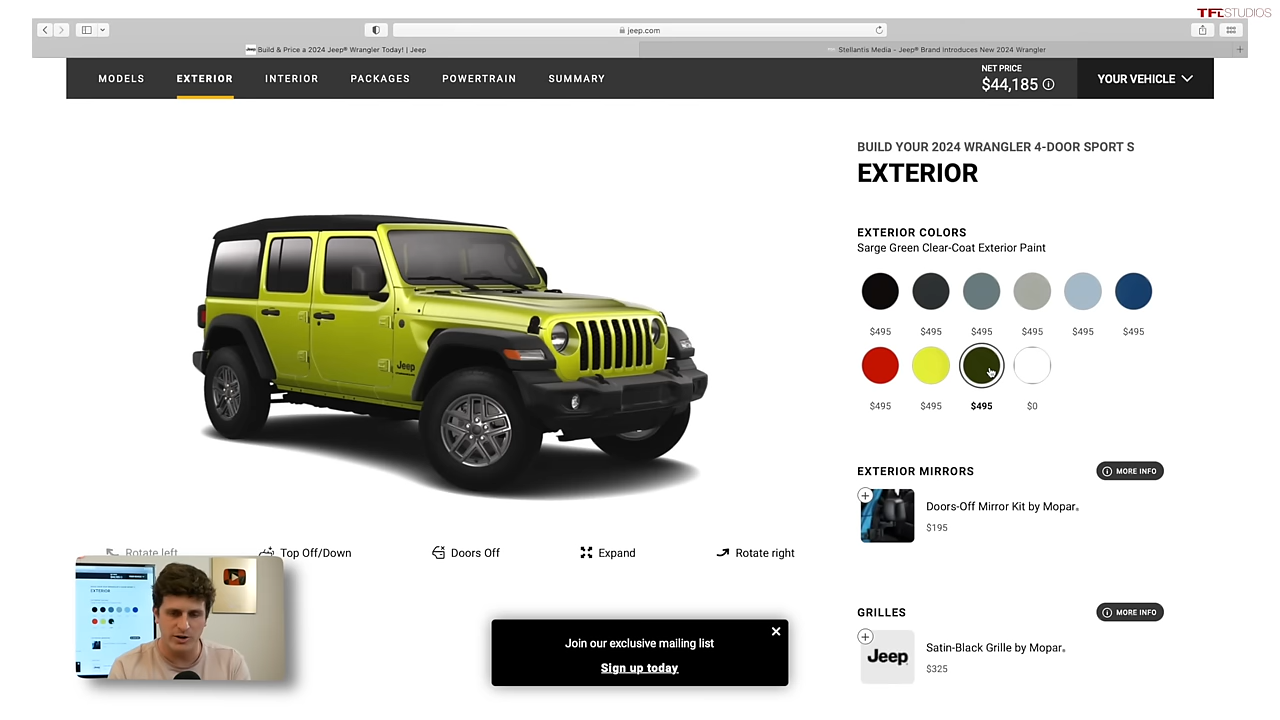 TFLSTUDIOS
jeep.com
Build & Price a 2024 Jeep® Wrangler Today! | Jeep
Stellantis Media - Jeep® Brand Introduces New 2024 Wrangler
MODELS
EXTERIOR
INTERIOR
PACKAGES
POWERTRAIN
SUMMARY
NET PRICE
$44,185
YOUR VEHICLE
BUILD YOUR 2024 WRANGLER 4-DOOR SPORT S
EXTERIOR
EXTERIOR COLORS
Sarge Green Clear-Coat Exterior Paint
$495 $495 $495 $495 $495 $495
$495 $495 $495 $0
Jeep
EXTERIOR MIRRORS
MORE INFO
Doors-Off Mirror Kit by Mopar®
$195
Rotate left
Top Off/Down
Doors Off
Expand
Rotate right
GRILLES
MORE INFO
Jeep
Satin-Black Grille by Mopar®
$325
EXTERIOR
Join our exclusive mailing list
Sign up today